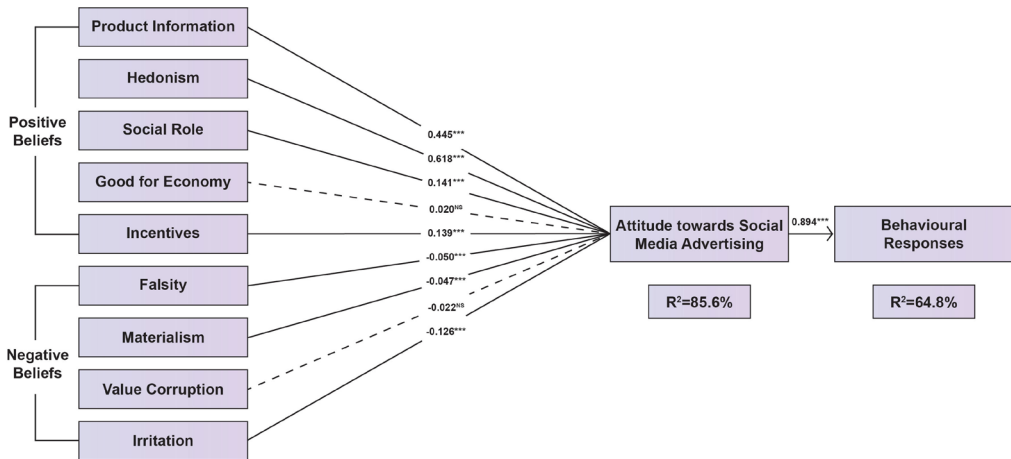 Product Information
Hedonism
Social Role
Good for Economy
Incentives
Falsity
Materialism
Value Corruption
Irritation
Positive
Beliefs
Negative
Beliefs
0.445***
0.618***
0.141***
0.020NS
0.139***
-0.050***
-0.047***
-0.022NS
-0.126***
Attitude towards Social
Media Advertising
0.894***
Behavioural
Responses
R²=85.6%
R²=64.8%